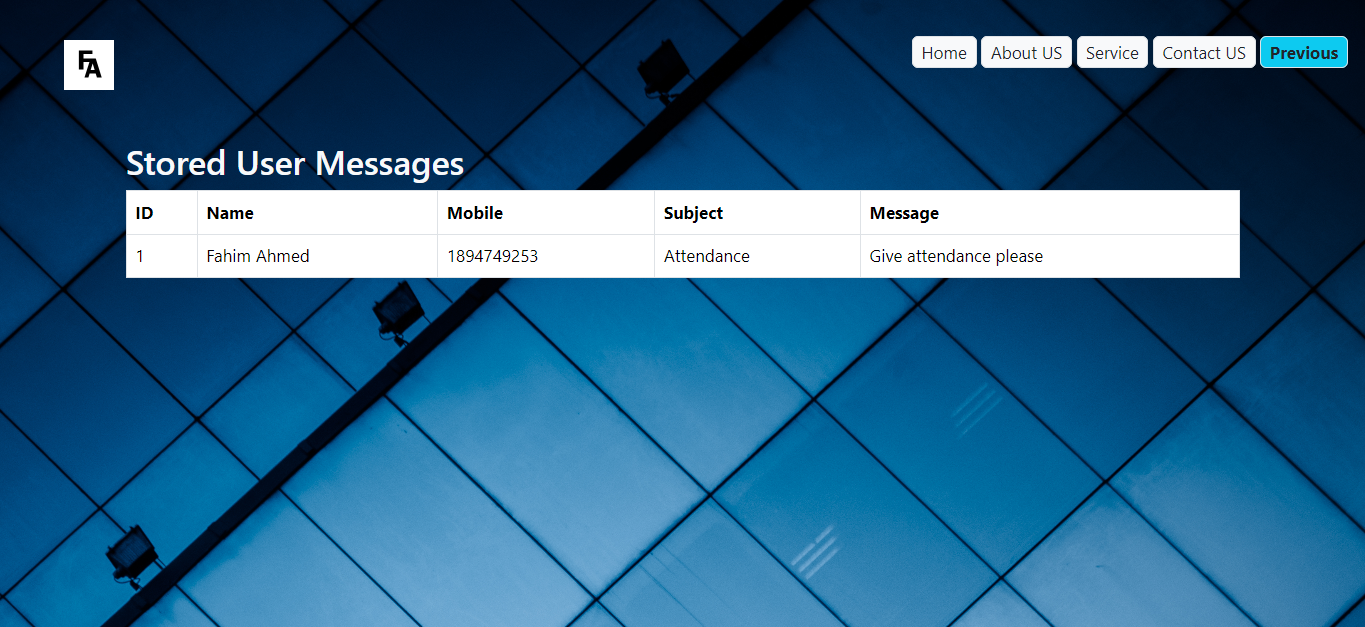 FA
Home About US Service Contact US Previous
Stored User Messages
ID Name Mobile Subject Message
1 Fahim Ahmed 1894749253 Attendance Give attendance please